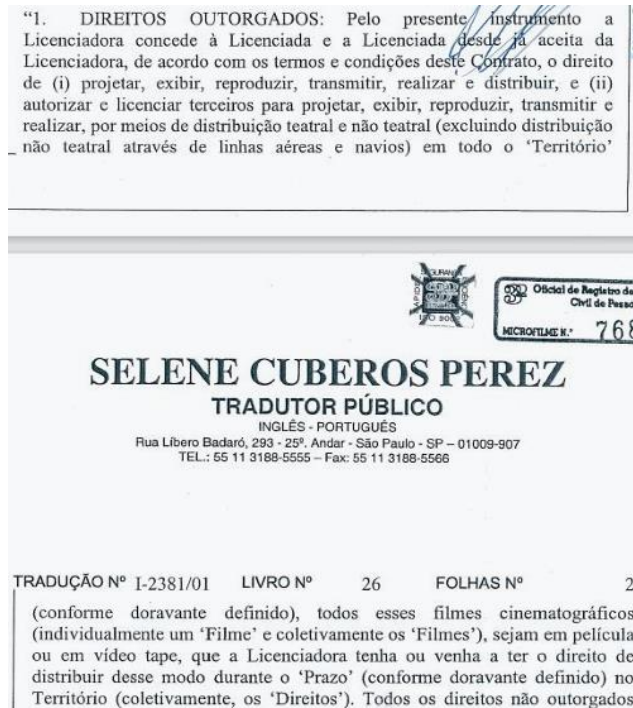 “1. DIREITOS OUTORGADOS: Pelo presente instrumento a
Licenciadora concede à Licenciada e a Licenciada desde já aceita da
Licenciadora, de acordo com os termos e condições deste Contrato, o direito
de (i) projetar, exibir, reproduzir, transmitir, realizar e distribuir, e (ii)
autorizar e licenciar terceiros para projetar, exibir, reproduzir, transmitir e
realizar, por meios de distribuição teatral e não teatral (excluindo distribuição
não teatral através de linhas aéreas e navios) em todo o ‘Território’
Oficial de Registro de
Civil de Pesso
MICROFILME N.º 768
SELENE CUBEROS PEREZ
TRADUTOR PÚBLICO
INGLÊS - PORTUGUÊS
Rua Líbero Badaró, 293 - 25º. Andar - São Paulo - SP – 01009-907
TEL.: 55 11 3188-5555 – Fax: 55 11 3188-5566
TRADUÇÃO Nº I-2381/01 LIVRO Nº 26 FOLHAS Nº 2
(conforme doravante definido), todos esses filmes cinematográficos
(individualmente um ‘Filme’ e coletivamente os ‘Filmes’), sejam em película
ou em vídeo tape, que a Licenciadora tenha ou venha a ter o direito de
distribuir desse modo durante o ‘Prazo’ (conforme doravante definido) no
Território (coletivamente, os ‘Direitos’). Todos os direitos não outorgados